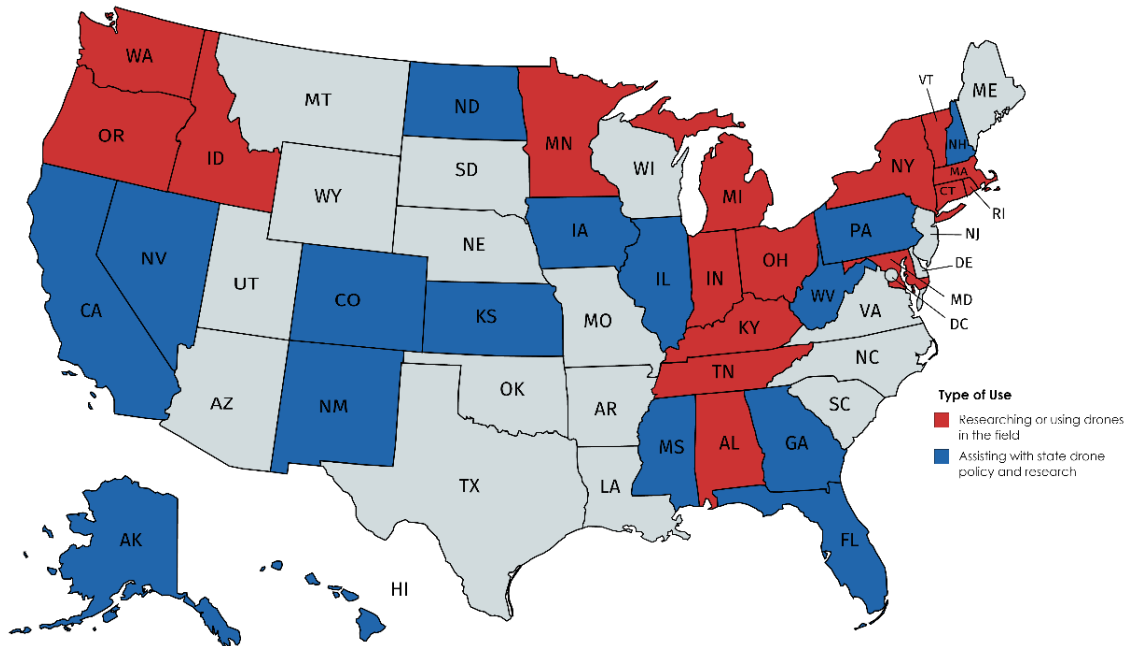 WA
MT
ND
MN
VT
ME
OR
ID
SD
WI
NY
NH
MA
CT
RI
WY
MI
IA
PA
NJ
NE
NV
IL
IN
OH
DE
UT
CA
CO
KS
WV
MD
MO
VA
DC
KY
NC
TN
OK
AZ
NM
AR
SC
Type of Use
Researching or using drones
in the field
MS
AL
GA
Assisting with state drone
policy and research
TX
LA
AK
FL
HI